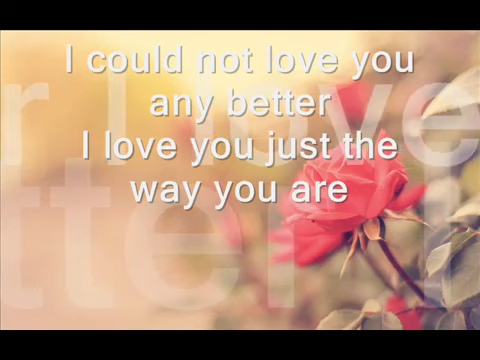 I could not love you
any better
I love you just the
way you are